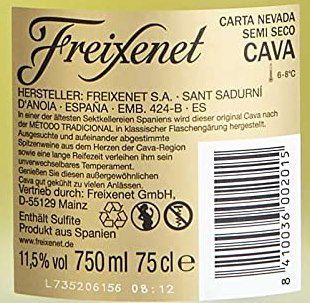 Freixenet
CARTA NEVADA
SEMI SECO
CAVA
6-8°C
HERSTELLER: FREIXENET S.A. · SANT SADURNÍ
D'ANOIA · ESPAÑA · EMB. 424-B · ES
In einer der ältesten Sektkellereien Spaniens wird dieser original Cava nach
der MÉTODO TRADICIONAL in klassischer Flaschengärung hergestellt.
Ausgesuchte und aufeinander abgestimmte
Spitzenweine aus dem Herzen der Cava-Region
sowie eine lange Reifezeit verleihen ihm sein
unverwechselbares Temperament.
Genießen Sie diesen außergewöhnlichen
Cava gut gekühlt zu vielen Anlässen.
Vertrieb durch: Freixenet GmbH,
D-55129 Mainz
Enthält Sulfite
Produkt aus Spanien
www.freixenet.de
11,5% vol 750 ml 75 cl e
L735206156 08:12
8 410036 002015